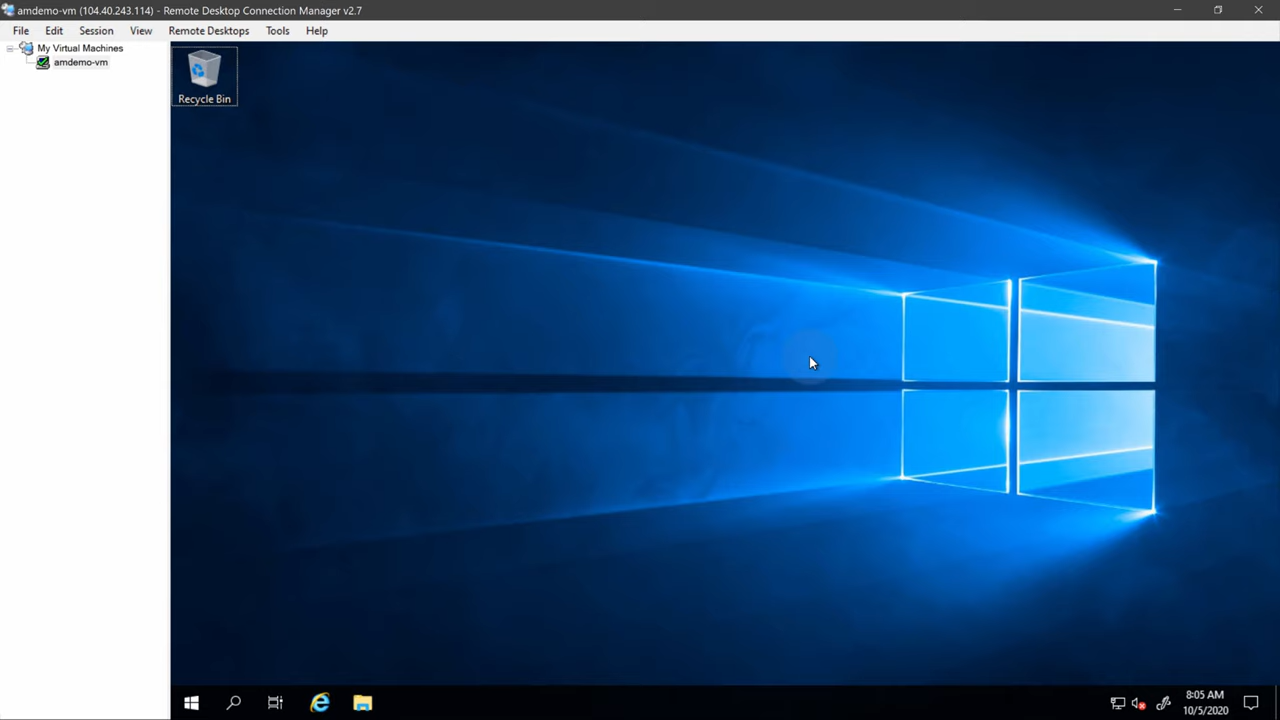 amdemo-vm (104.40.243.114) - Remote Desktop Connection Manager v2.7
File Edit Session View Remote Desktops Tools Help
My Virtual Machines
amdemo-vm
Recycle Bin
8:05 AM
10/5/2020